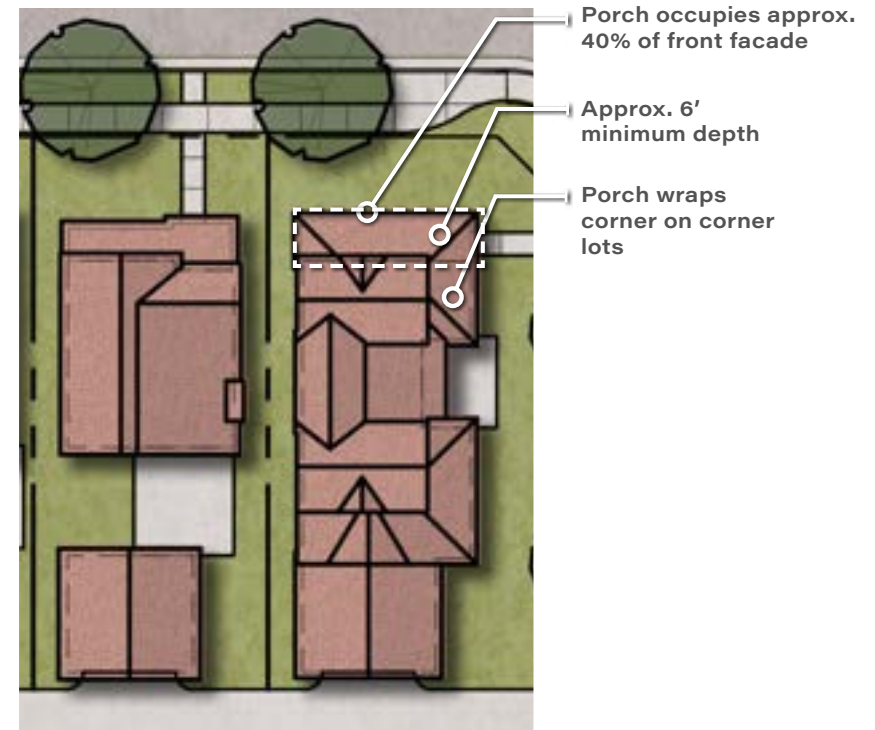 Porch occupies approx.
40% of front facade
Approx. 6′
minimum depth
Porch wraps
corner on corner
lots